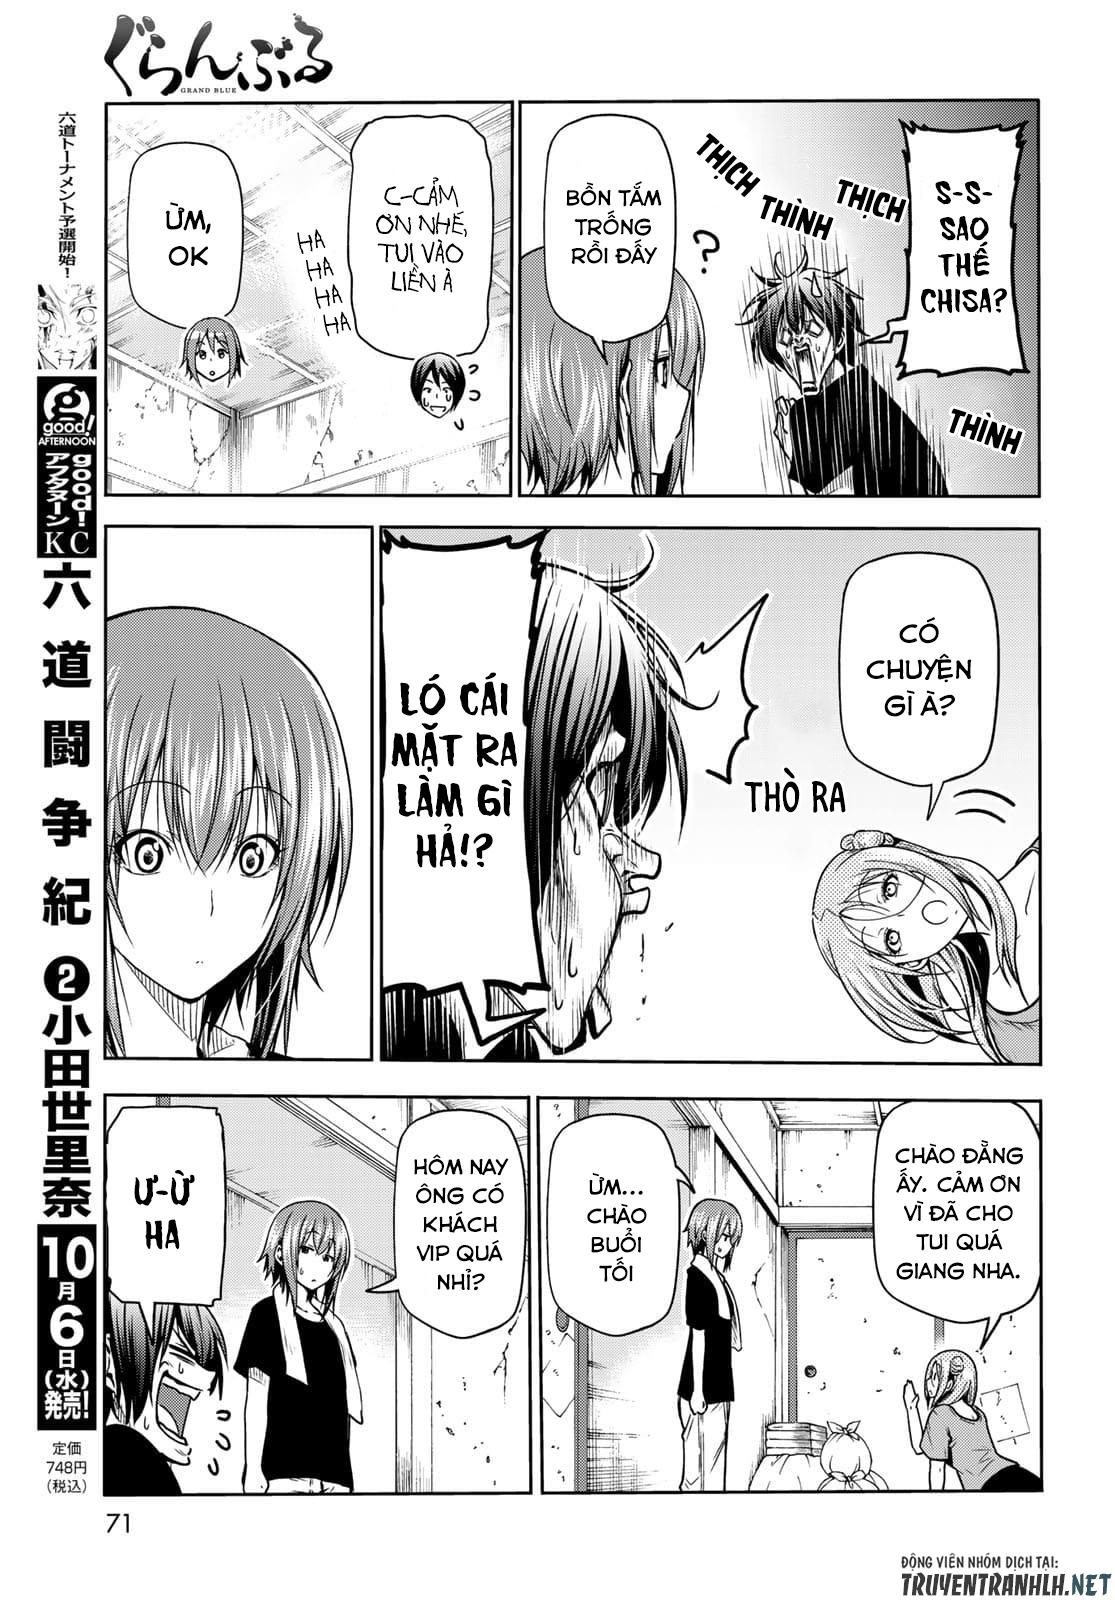 ぐらんぶる
GRAND BLUE
六道トーナメント予選開始!
good!
AFTERNOON
good!
アフタヌーン
KC
六道闘争紀
2
小田世里奈
10月6日(水)発売!
定価
748円
(税込)
S-S-
SAO
THẾ
CHISA?
THỊCH
THÌNH
THỊCH
THÌNH
?
BỒN TẮM
TRỐNG
RỒI ĐẤY
C-CẢM
ƠN NHÉ,
TUI VÀO
LIỀN À
HA
HA
HA
HA
ỪM,
OK
CÓ
CHUYỆN
GÌ À?
THÒ RA
LÓ CÁI
MẶT RA
LÀM GÌ
HẢ!?
CHÀO ĐẰNG
ẤY. CẢM ƠN
VÌ ĐÃ CHO
TUI QUÁ
GIANG NHA.
ỪM...
CHÀO
BUỔI
TỐI
HÔM NAY
ÔNG CÓ
KHÁCH
VIP QUÁ
NHỈ?
Ư-Ừ
HA
71
ĐỘNG VIÊN NHÓM DỊCH TẠI:
TRUYENTRANHLH.NET